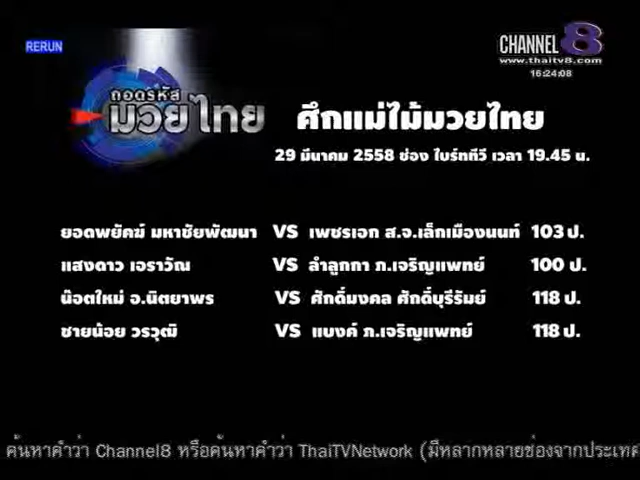 RERUN
CHANNEL 8
www.thaitv8.com
16:24:08
ถอดรหัส
มวยไทย
ศึกแม่ไม้มวยไทย
29 มีนาคม 2558 ช่อง ไบร์ททีวี เวลา 19.45 น.
ยอดพยัคฆ์ มหาชัยพัฒนา VS เพชรเอก ส.จ.เล็กเมืองนนท์ 103 ป.
แสงดาว เอราวัณ VS ลำลูกกา ภ.เจริญแพทย์ 100 ป.
น๊อตใหม่ อ.นิตยาพร VS ศักดิ์มงคล ศักดิ์บุรีรัมย์ 118 ป.
ชายน้อย วรวุฒิ VS แบงค์ ภ.เจริญแพทย์ 118 ป.
ค้นหาคำว่า Channel8 หรือค้นหาคำว่า ThaiTVNetwork (มีหลากหลายช่องจากประเทศ